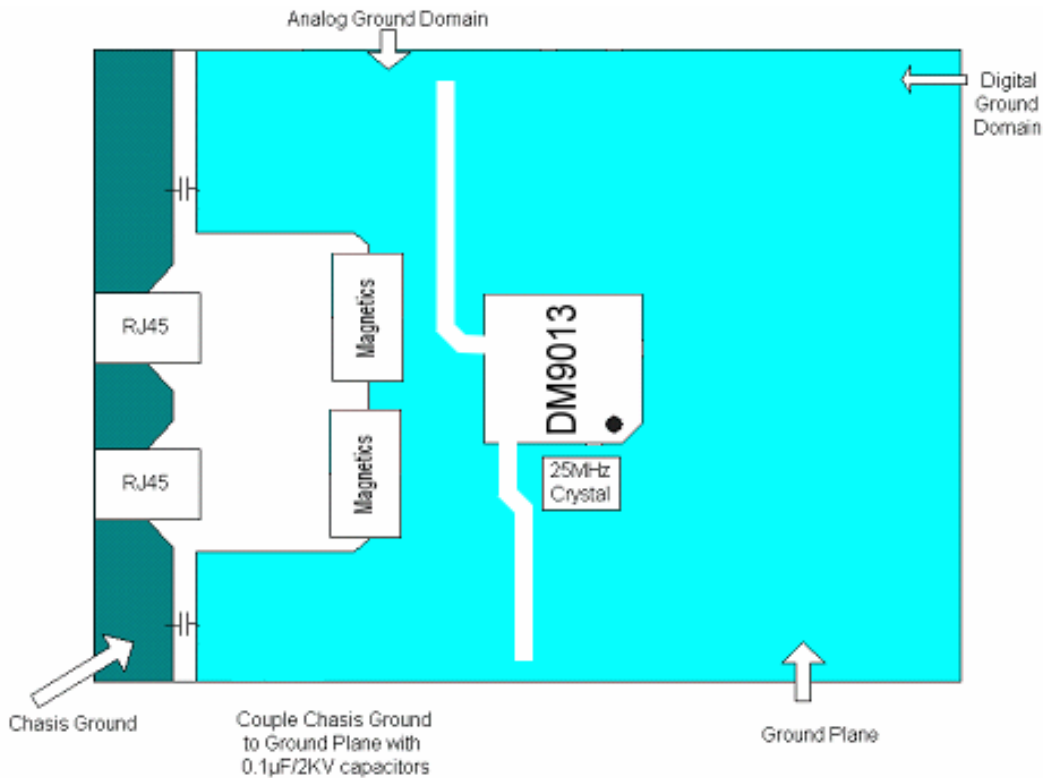 Analog Ground Domain
Digital
Ground
Domain
RJ45
Magnetics
DM9013
RJ45
Magnetics
25MHz
Crystal
Chasis Ground
Couple Chasis Ground
to Ground Plane with
0.1µF/2KV capacitors
Ground Plane